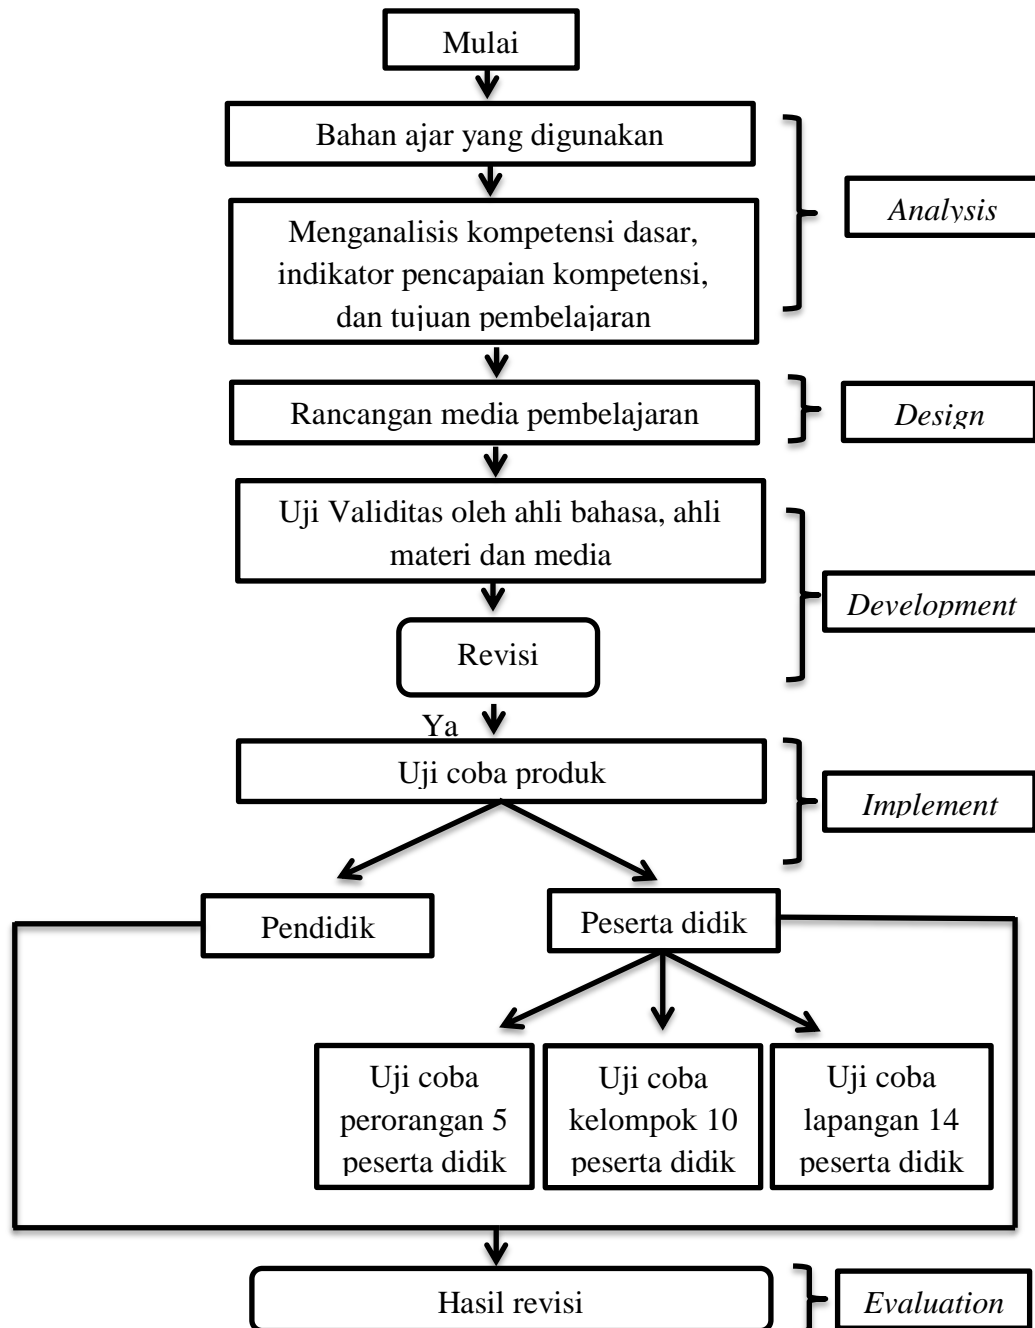 Mulai
Bahan ajar yang digunakan
Analysis
Menganalisis kompetensi dasar,
indikator pencapaian kompetensi,
dan tujuan pembelajaran
Rancangan media pembelajaran
Design
Uji Validitas oleh ahli bahasa, ahli
materi dan media
Development
Revisi
Ya
Uji coba produk
Implement
Pendidik
Peserta didik
Uji coba
perorangan 5
peserta didik
Uji coba
kelompok 10
peserta didik
Uji coba
lapangan 14
peserta didik
Hasil revisi
Evaluation